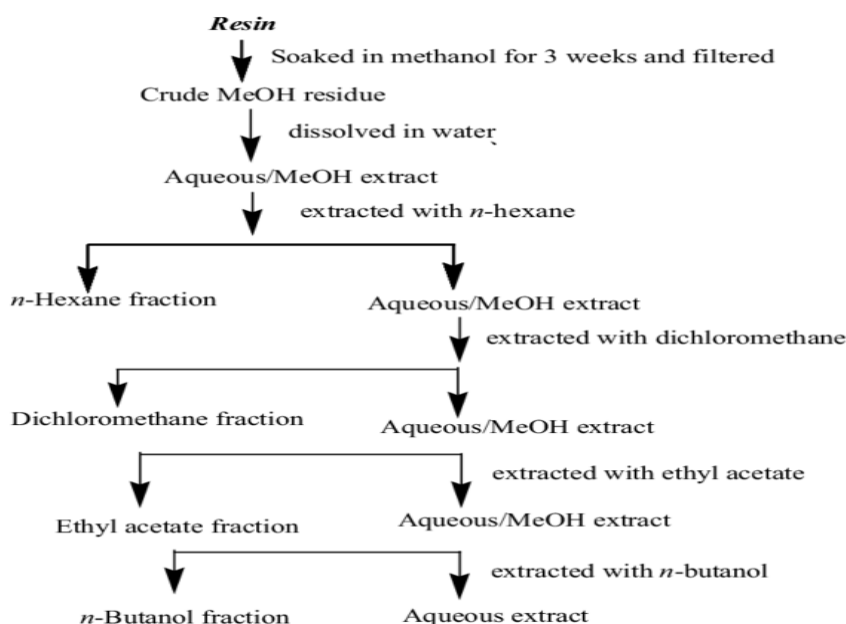 Resin
Soaked in methanol for 3 weeks and filtered
Crude MeOH residue
dissolved in water
Aqueous/MeOH extract
extracted with n-hexane
n-Hexane fraction
Aqueous/MeOH extract
extracted with dichloromethane
Dichloromethane fraction
Aqueous/MeOH extract
extracted with ethyl acetate
Ethyl acetate fraction
Aqueous/MeOH extract
extracted with n-butanol
n-Butanol fraction
Aqueous extract